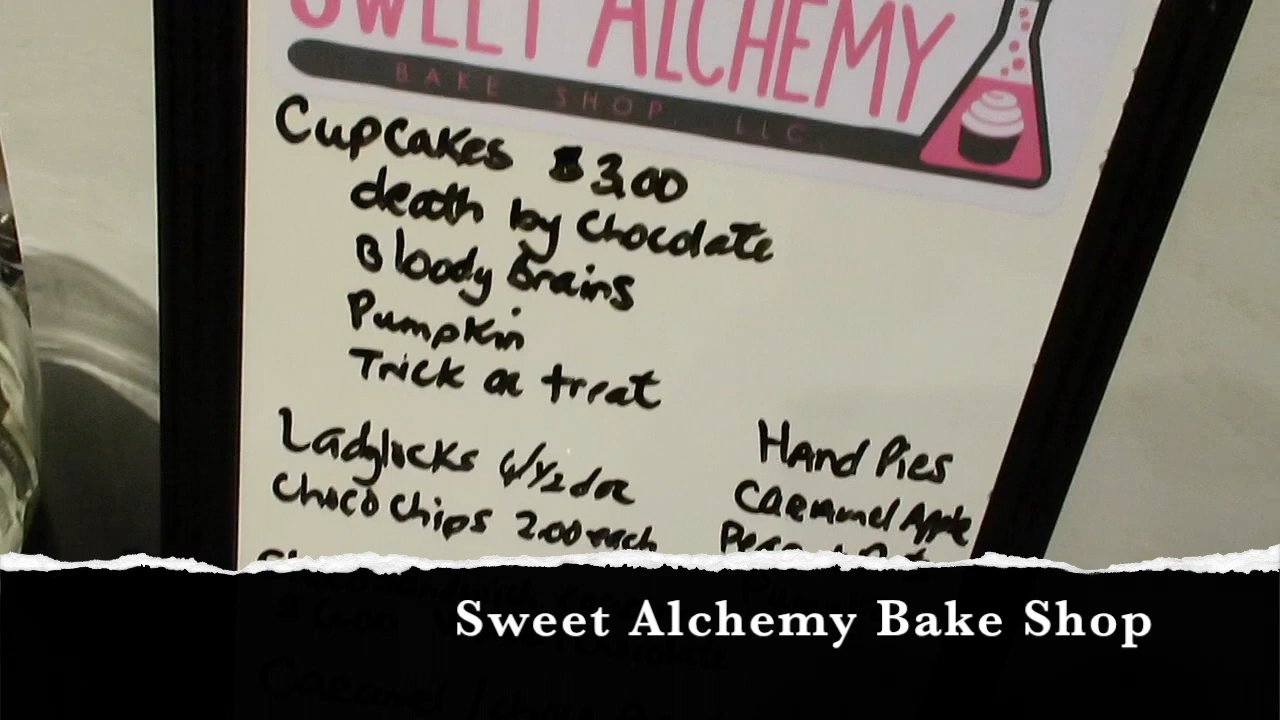 SWEET ALCHEMY
BAKE SHOP, LLC.
Cupcakes $3.00
death by Chocolate
Bloody Brains
Pumpkin
Trick or treat
Ladylocks 6/½ doz
Choco Chips 2.00 each
Hand Pies
Caramel Apple
Sweet Alchemy Bake Shop